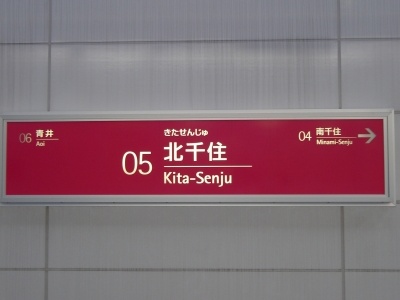 06 青井
Aoi
きたせんじゅ
05 北千住
Kita-Senju
04 南千住
Minami-Senju